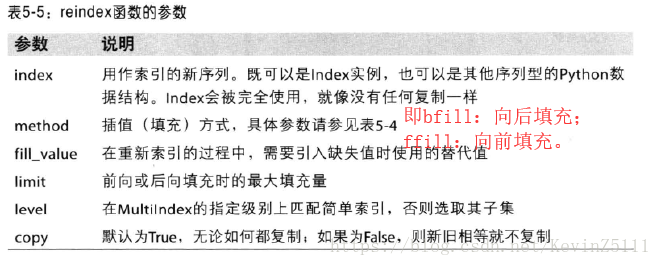 表5-5：reindex函数的参数
参数 说明
index 用作索引的新序列。既可以是Index实例，也可以是其他序列型的Python数
据结构。Index会被完全使用，就像没有任何复制一样
method 插值（填充）方式，具体参数请参见表5-4 即bfill：向后填充；
ffill：向前填充。
fill_value 在重新索引的过程中，需要引入缺失值时使用的替代值
limit 前向或后向填充时的最大填充量
level 在MultiIndex的指定级别上匹配简单索引，否则选取其子集
copy 默认为True，无论如何都复制；如果为False，则新旧相等就不复制
https://blog.csdn.net/KevinZ5111